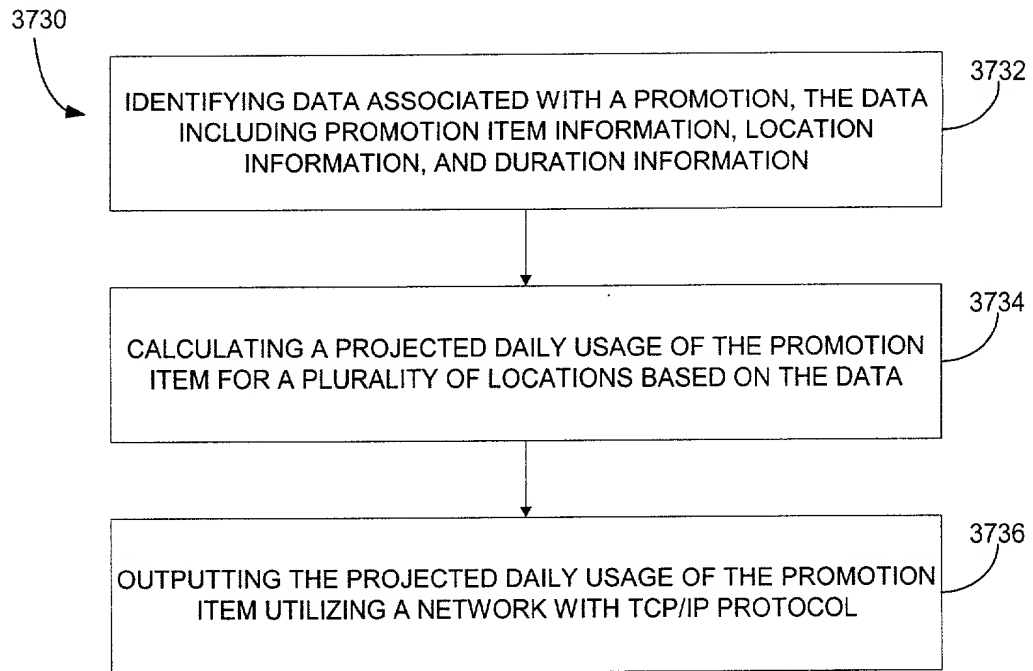 3730
3732
IDENTIFYING DATA ASSOCIATED WITH A PROMOTION, THE DATA
INCLUDING PROMOTION ITEM INFORMATION, LOCATION
INFORMATION, AND DURATION INFORMATION
3734
CALCULATING A PROJECTED DAILY USAGE OF THE PROMOTION
ITEM FOR A PLURALITY OF LOCATIONS BASED ON THE DATA
3736
OUTPUTTING THE PROJECTED DAILY USAGE OF THE PROMOTION
ITEM UTILIZING A NETWORK WITH TCP/IP PROTOCOL